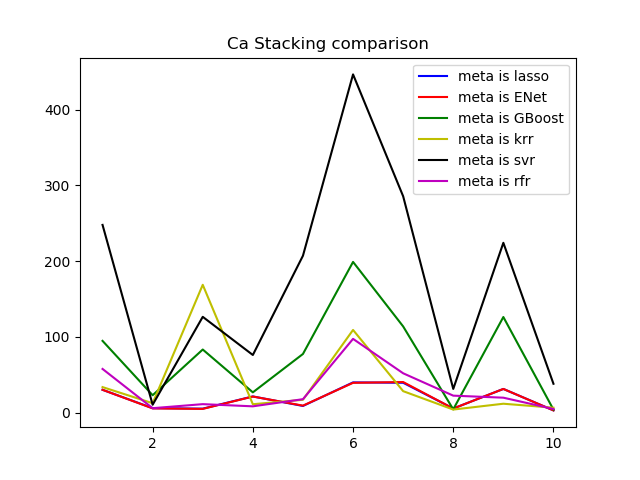 Ca Stacking comparison
meta is lasso
meta is ENet
meta is GBoost
meta is krr
meta is svr
meta is rfr
400
300
200
100
0
2 4 6 8 10